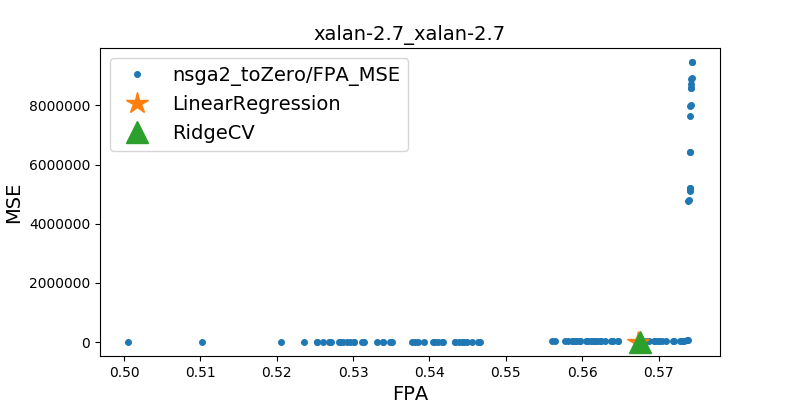 xalan-2.7_xalan-2.7
nsga2_toZero/FPA_MSE
LinearRegression
RidgeCV
MSE
8000000
6000000
4000000
2000000
0
0.50 0.51 0.52 0.53 0.54 0.55 0.56 0.57
FPA